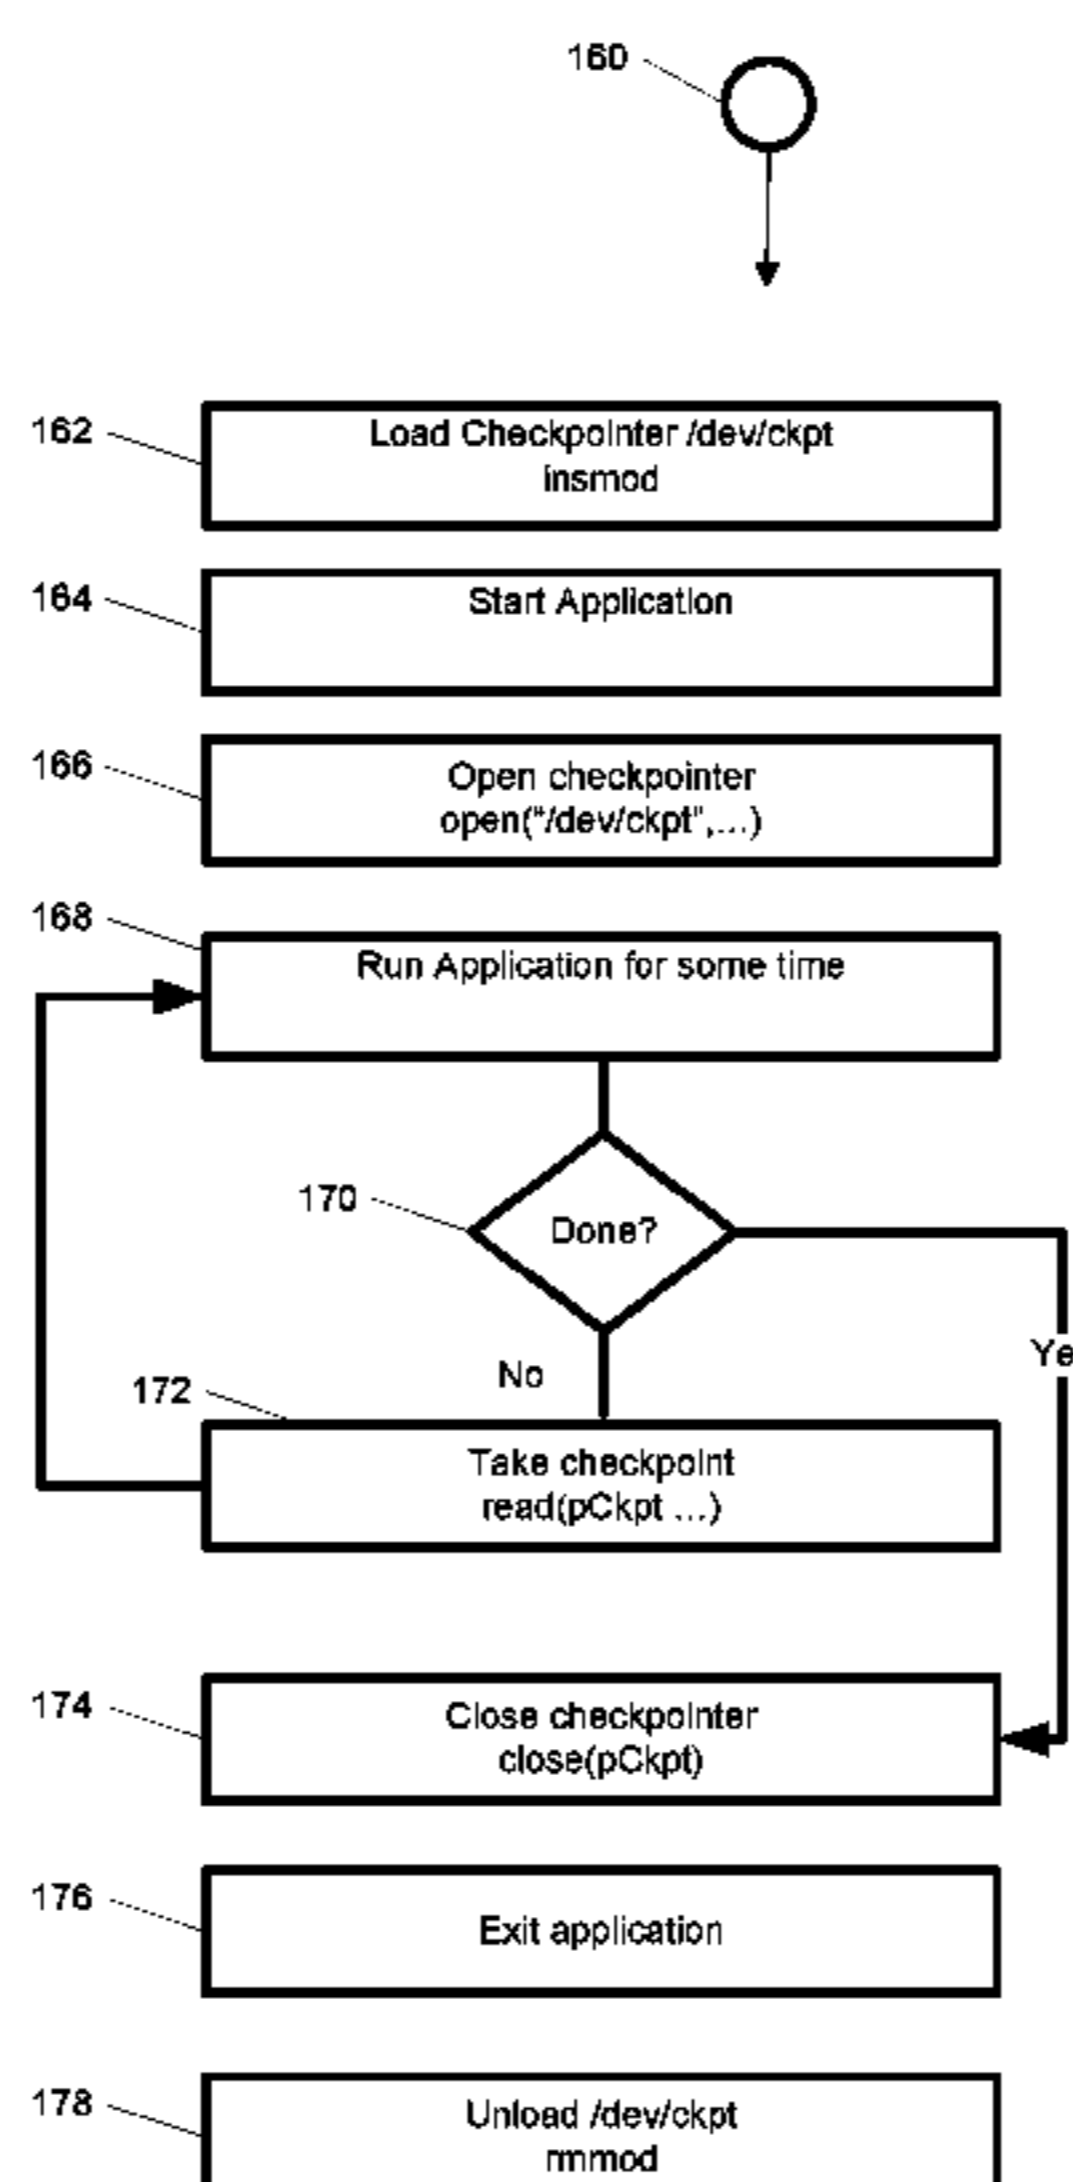 160
162
Load Checkpointer /dev/ckpt
insmod
164
Start Application
166
Open checkpointer
open("/dev/ckpt",...)
168
Run Application for some time
170
Done?
Ye
No
172
Take checkpoint
read(pCkpt ...)
174
Close checkpointer
close(pCkpt)
176
Exit application
178
Unload /dev/ckpt
rmmod